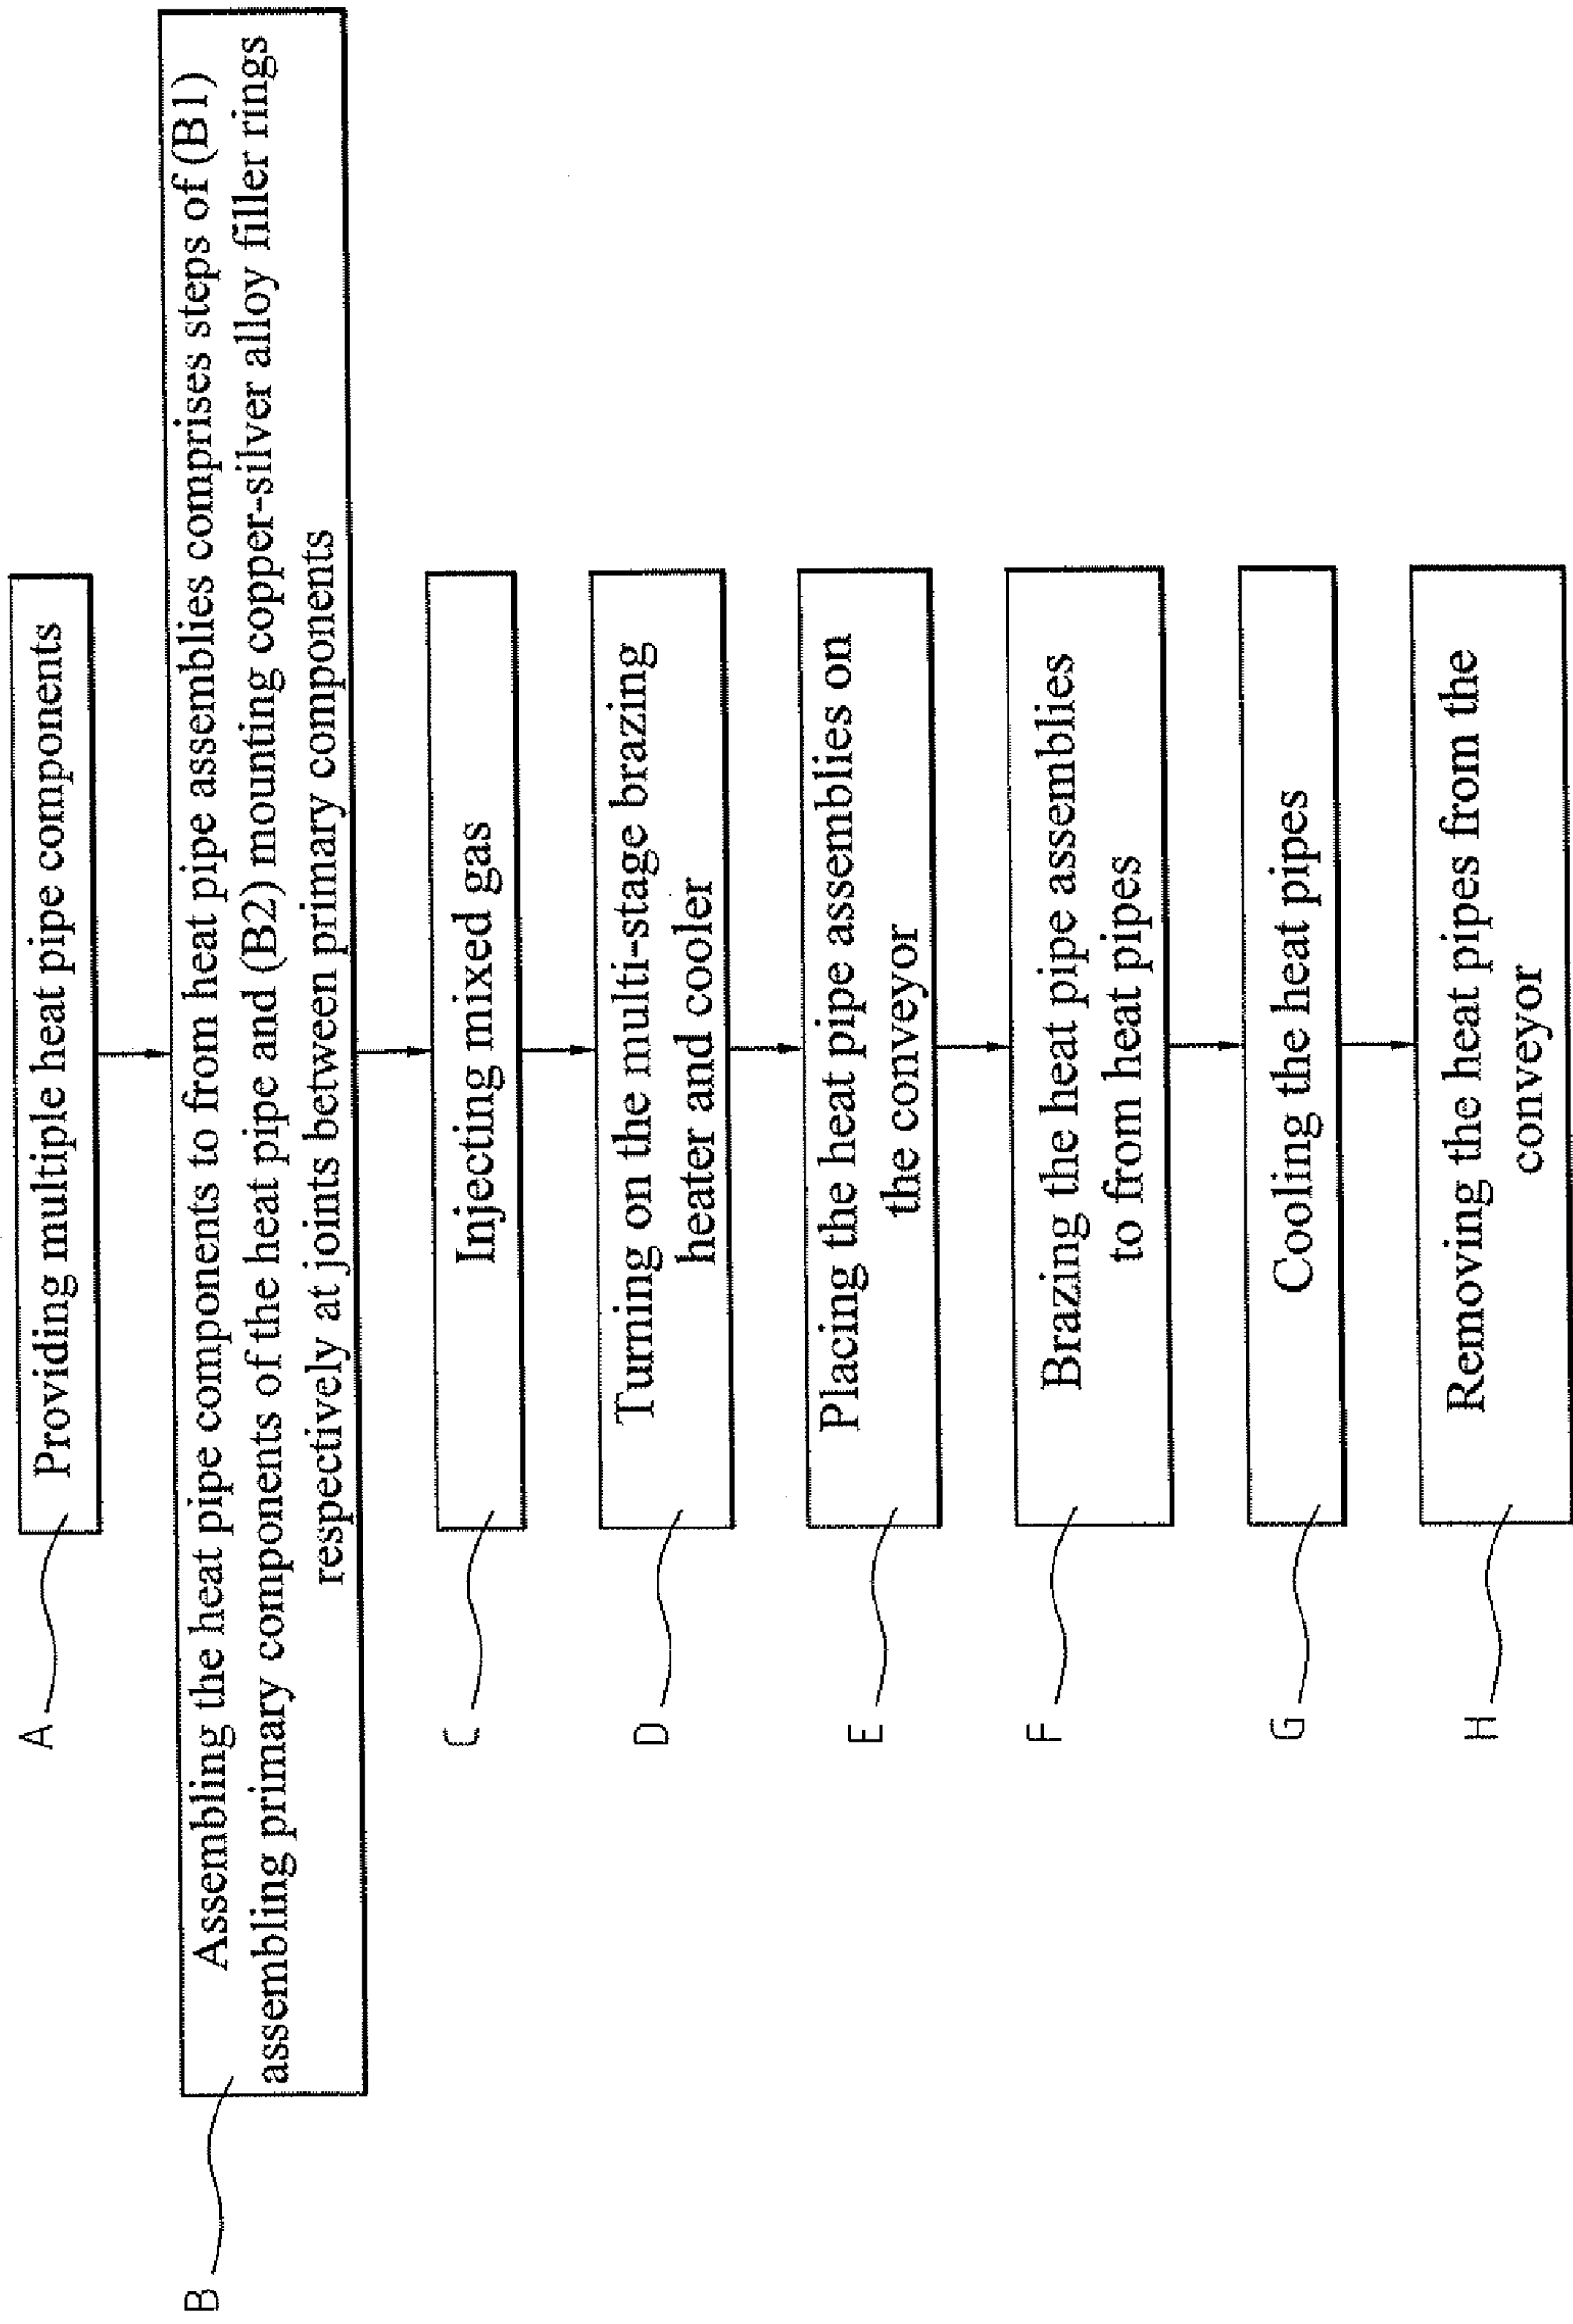 A
Providing multiple heat pipe components
B
Assembling the heat pipe components to from heat pipe assemblies comprises steps of (B1)
assembling primary components of the heat pipe and (B2) mounting copper-silver alloy filler rings
respectively at joints between primary components
C
Injecting mixed gas
D
Turning on the multi-stage brazing
heater and cooler
E
Placing the heat pipe assemblies on
the conveyor
F
Brazing the heat pipe assemblies
to from heat pipes
G
Cooling the heat pipes
H
Removing the heat pipes from the
conveyor